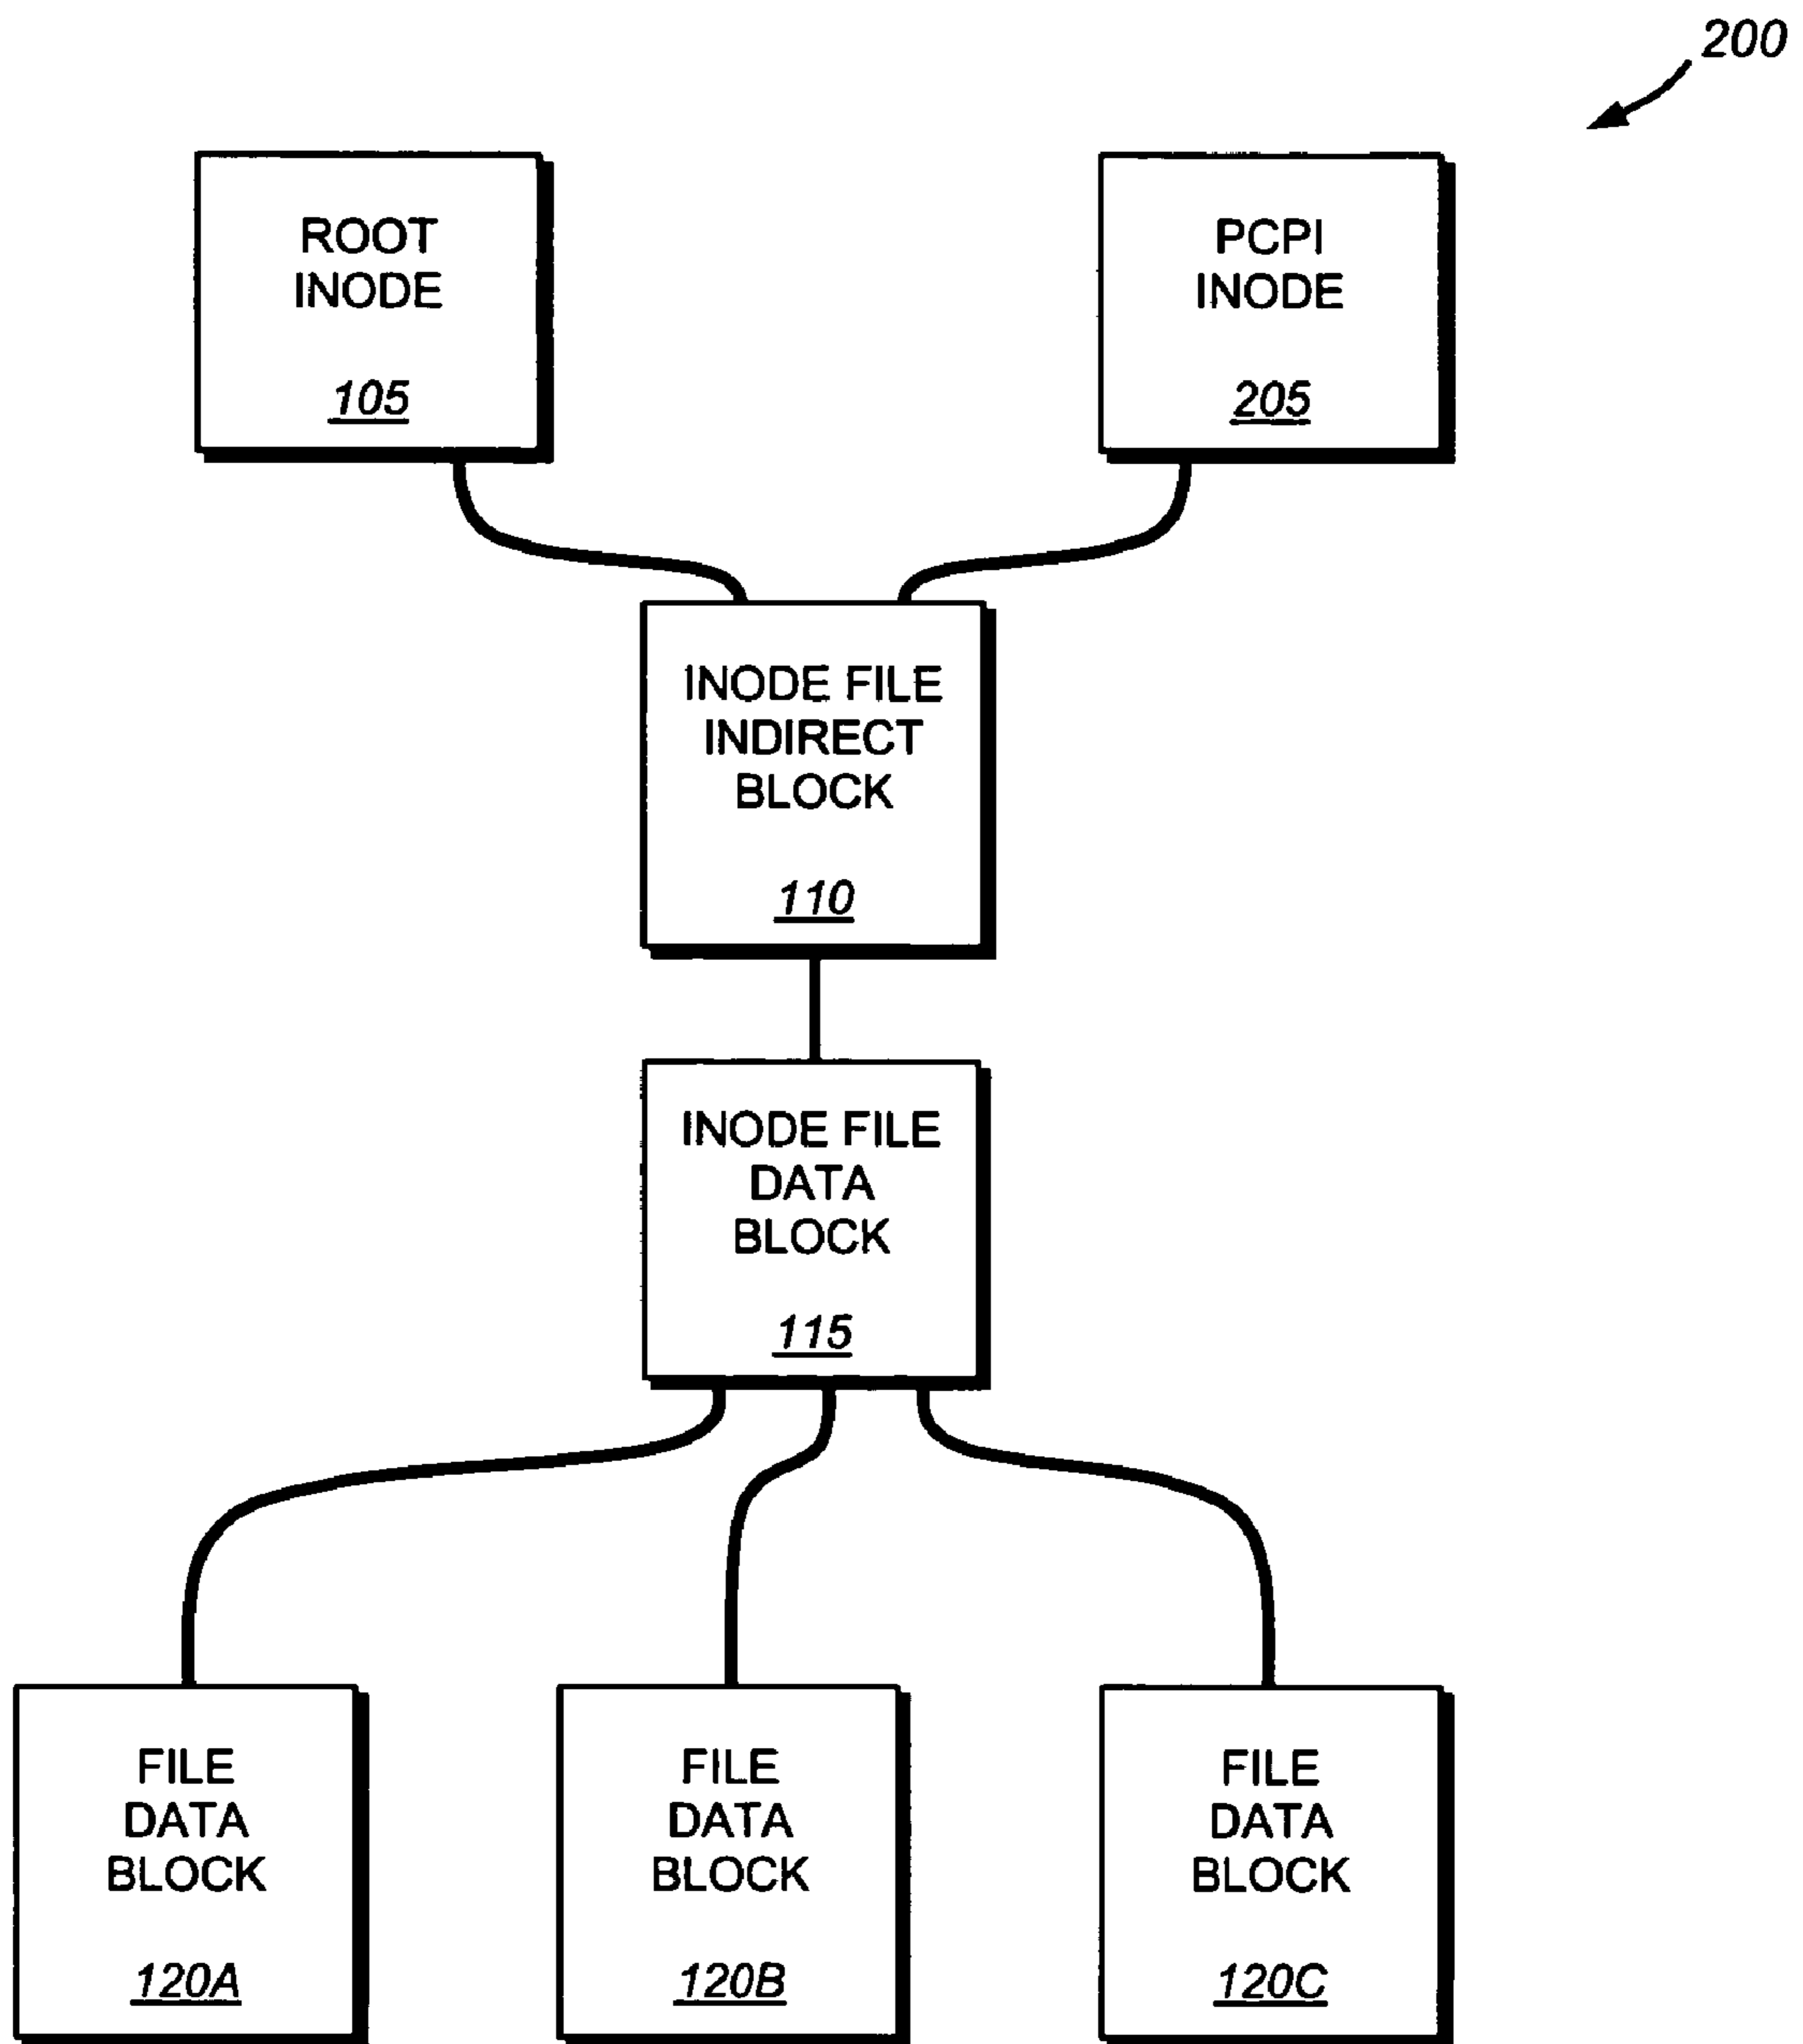 200
ROOT
INODE
105
PCPI
INODE
205
INODE FILE
INDIRECT
BLOCK
110
INODE FILE
DATA
BLOCK
115
FILE
DATA
BLOCK
120A
FILE
DATA
BLOCK
120B
FILE
DATA
BLOCK
120C